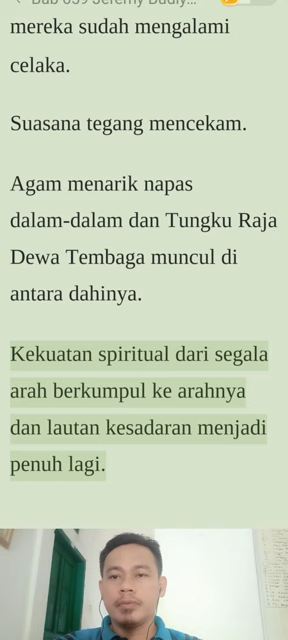 mereka sudah mengalami
celaka.
Suasana tegang mencekam.
Agam menarik napas
dalam-dalam dan Tungku Raja
Dewa Tembaga muncul di
antara dahinya.
Kekuatan spiritual dari segala
arah berkumpul ke arahnya
dan lautan kesadaran menjadi
penuh lagi.